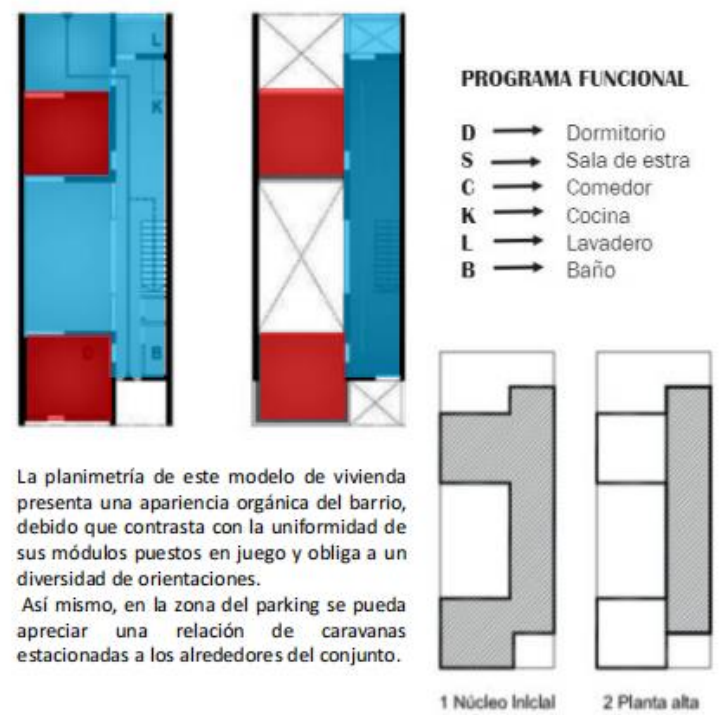 L
K
D
B
PROGRAMA FUNCIONAL
D Dormitorio
S Sala de estra
C Comedor
K Cocina
L Lavadero
B Baño
La planimetría de este modelo de vivienda
presenta una apariencia orgánica del barrio,
debido que contrasta con la uniformidad de
sus módulos puestos en juego y obliga a un
diversidad de orientaciones.
Así mismo, en la zona del parking se pueda
apreciar una relación de caravanas
estacionadas a los alrededores del conjunto.
1 Núcleo Inicial
2 Planta alta